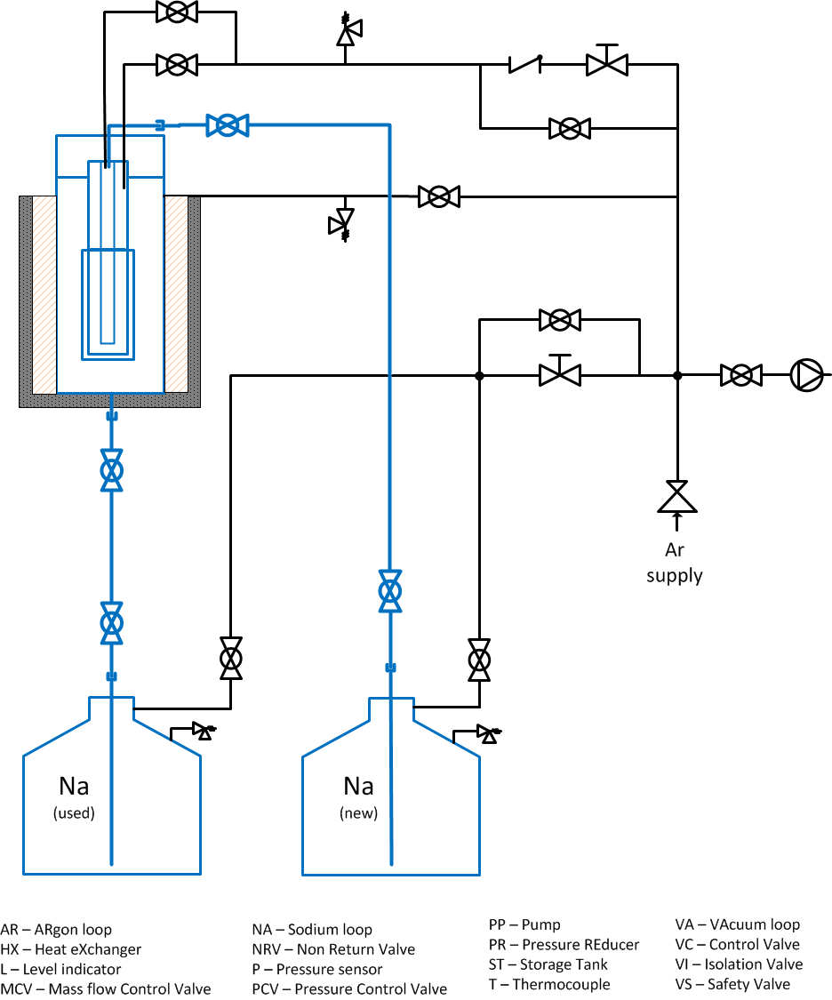 Ar
supply
Na
(used)
Na
(new)
AR – ARgon loop
HX – Heat eXchanger
L – Level indicator
MCV – Mass flow Control Valve
NA – Sodium loop
NRV – Non Return Valve
P – Pressure sensor
PCV – Pressure Control Valve
PP – Pump
PR – Pressure REducer
ST – Storage Tank
T – Thermocouple
VA – VAcuum loop
VC – Control Valve
VI – Isolation Valve
VS – Safety Valve